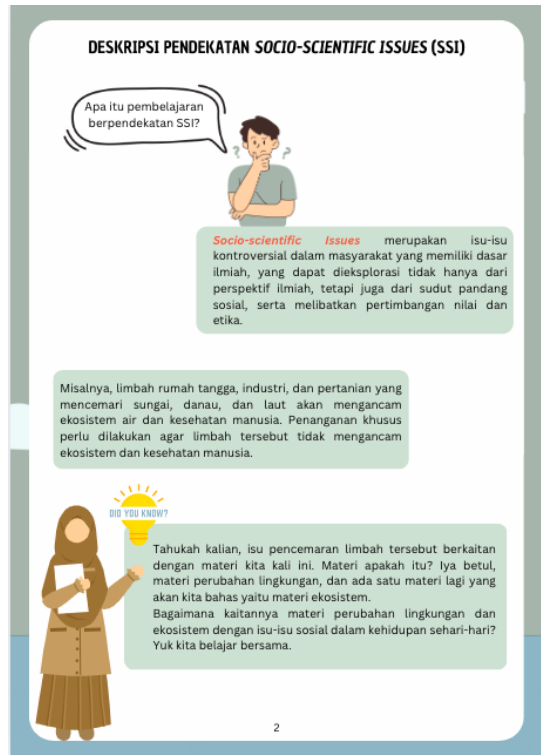 DESKRIPSI PENDEKATAN SOCIO-SCIENTIFIC ISSUES (SSI)
Apa itu pembelajaran
berpendekatan SSI?
Socio-scientific Issues merupakan isu-isu
kontroversial dalam masyarakat yang memiliki dasar
ilmiah, yang dapat dieksplorasi tidak hanya dari
perspektif ilmiah, tetapi juga dari sudut pandang
sosial, serta melibatkan pertimbangan nilai dan
etika.
Misalnya, limbah rumah tangga, industri, dan pertanian yang
mencemari sungai, danau, dan laut akan mengancam
ekosistem air dan kesehatan manusia. Penanganan khusus
perlu dilakukan agar limbah tersebut tidak mengancam
ekosistem dan kesehatan manusia.
DID YOU KNOW?
Tahukah kalian, isu pencemaran limbah tersebut berkaitan
dengan materi kita kali ini. Materi apakah itu? Iya betul,
materi perubahan lingkungan, dan ada satu materi lagi yang
akan kita bahas yaitu materi ekosistem.
Bagaimana kaitannya materi perubahan lingkungan dan
ekosistem dengan isu-isu sosial dalam kehidupan sehari-hari?
Yuk kita belajar bersama.
2